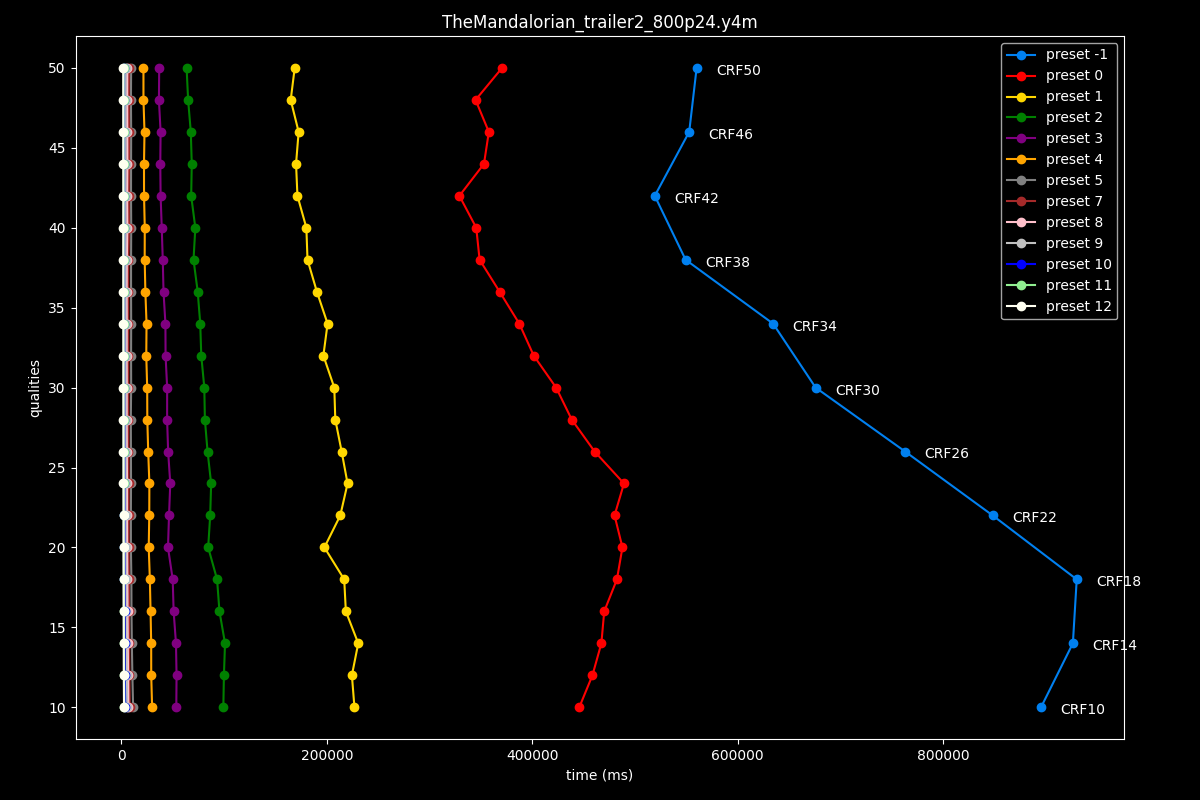 TheMandalorian_trailer2_800p24.y4m
preset -1
preset 0
preset 1
preset 2
preset 3
preset 4
preset 5
preset 7
preset 8
preset 9
preset 10
preset 11
preset 12
50
45
40
35
30
25
20
15
10
qualities
CRF50
CRF46
CRF42
CRF38
CRF34
CRF30
CRF26
CRF22
CRF18
CRF14
CRF10
0 200000 400000 600000 800000
time (ms)